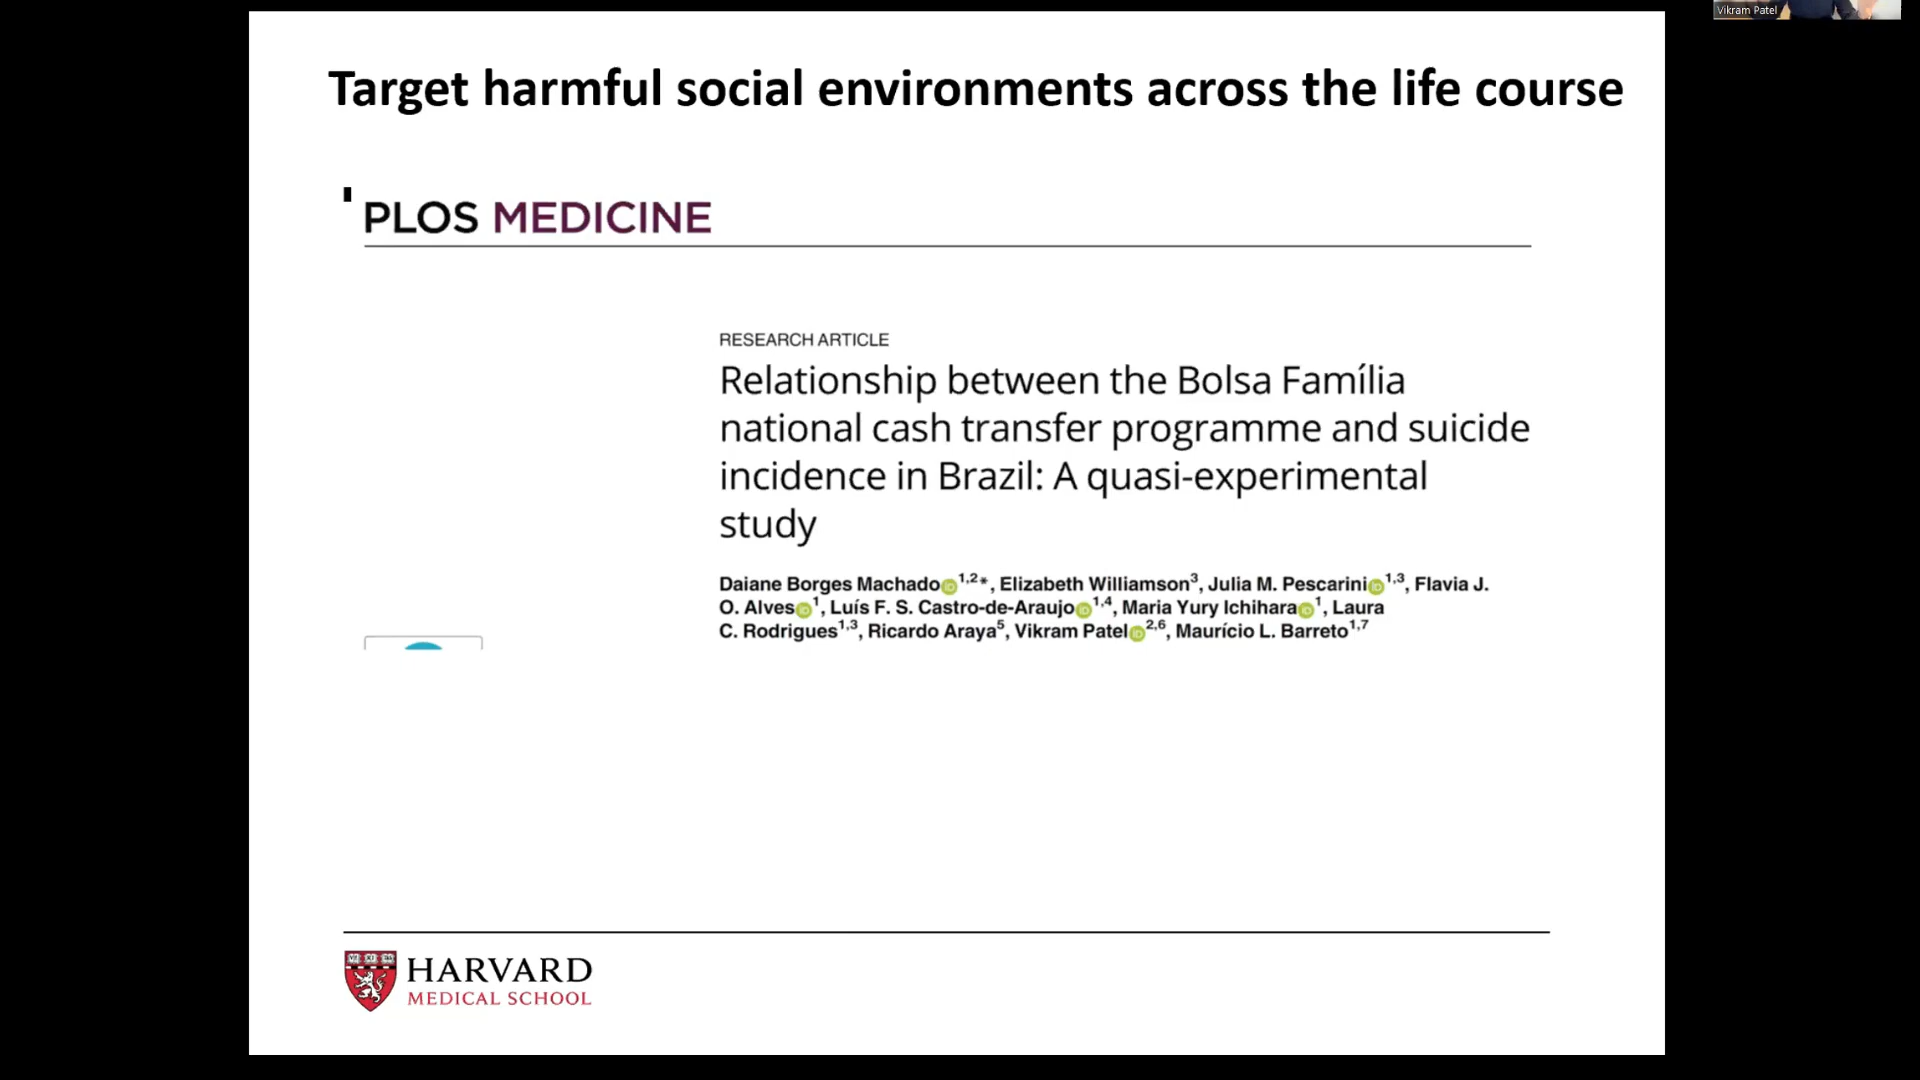 Vikram Patel
Target harmful social environments across the life course
PLOS MEDICINE
RESEARCH ARTICLE
Relationship between the Bolsa Família
national cash transfer programme and suicide
incidence in Brazil: A quasi-experimental
study
Daiane Borges Machado 1,2*, Elizabeth Williamson3, Julia M. Pescarini 1,3, Flavia J.
O. Alves 1, Luís F. S. Castro-de-Araujo 1,4, Maria Yury Ichihara 1, Laura
C. Rodrigues1,3, Ricardo Araya5, Vikram Patel 2,6, Maurício L. Barreto1,7
HARVARD
MEDICAL SCHOOL